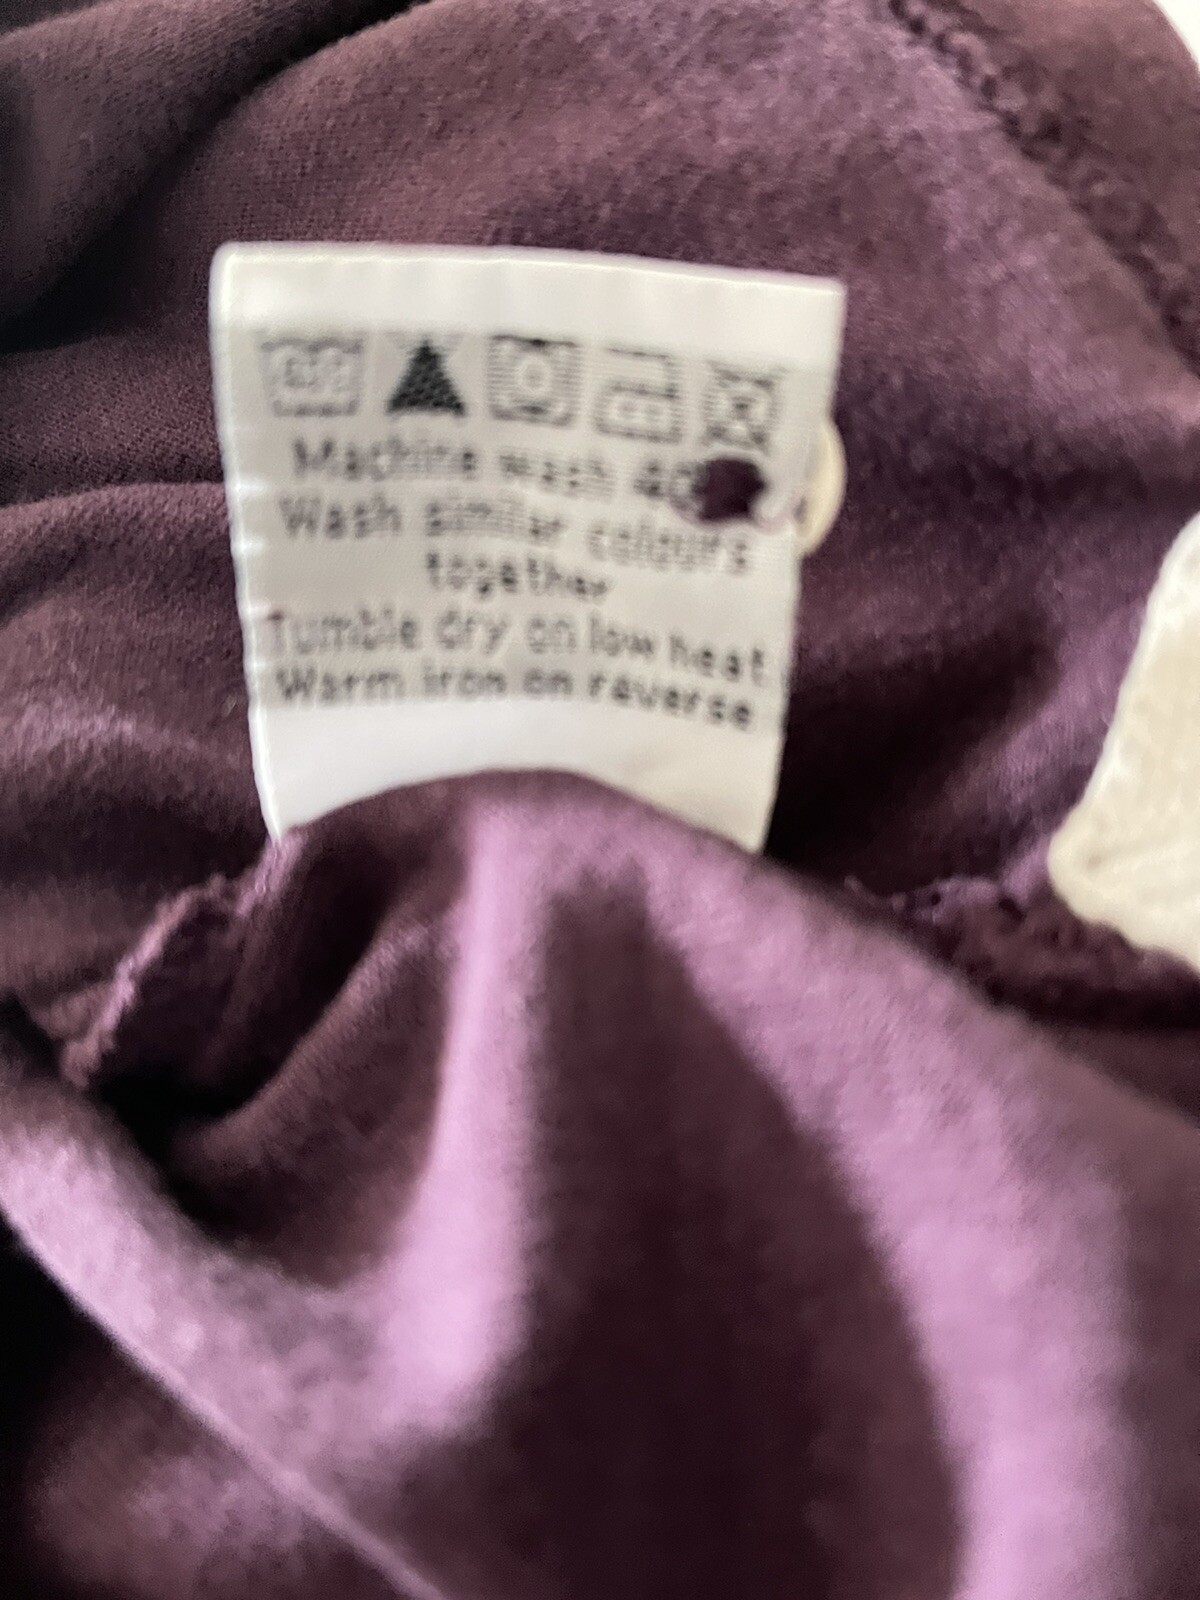 Machine wash 40
Wash similar colours
together
Tumble dry on low heat
Warm iron on reverse